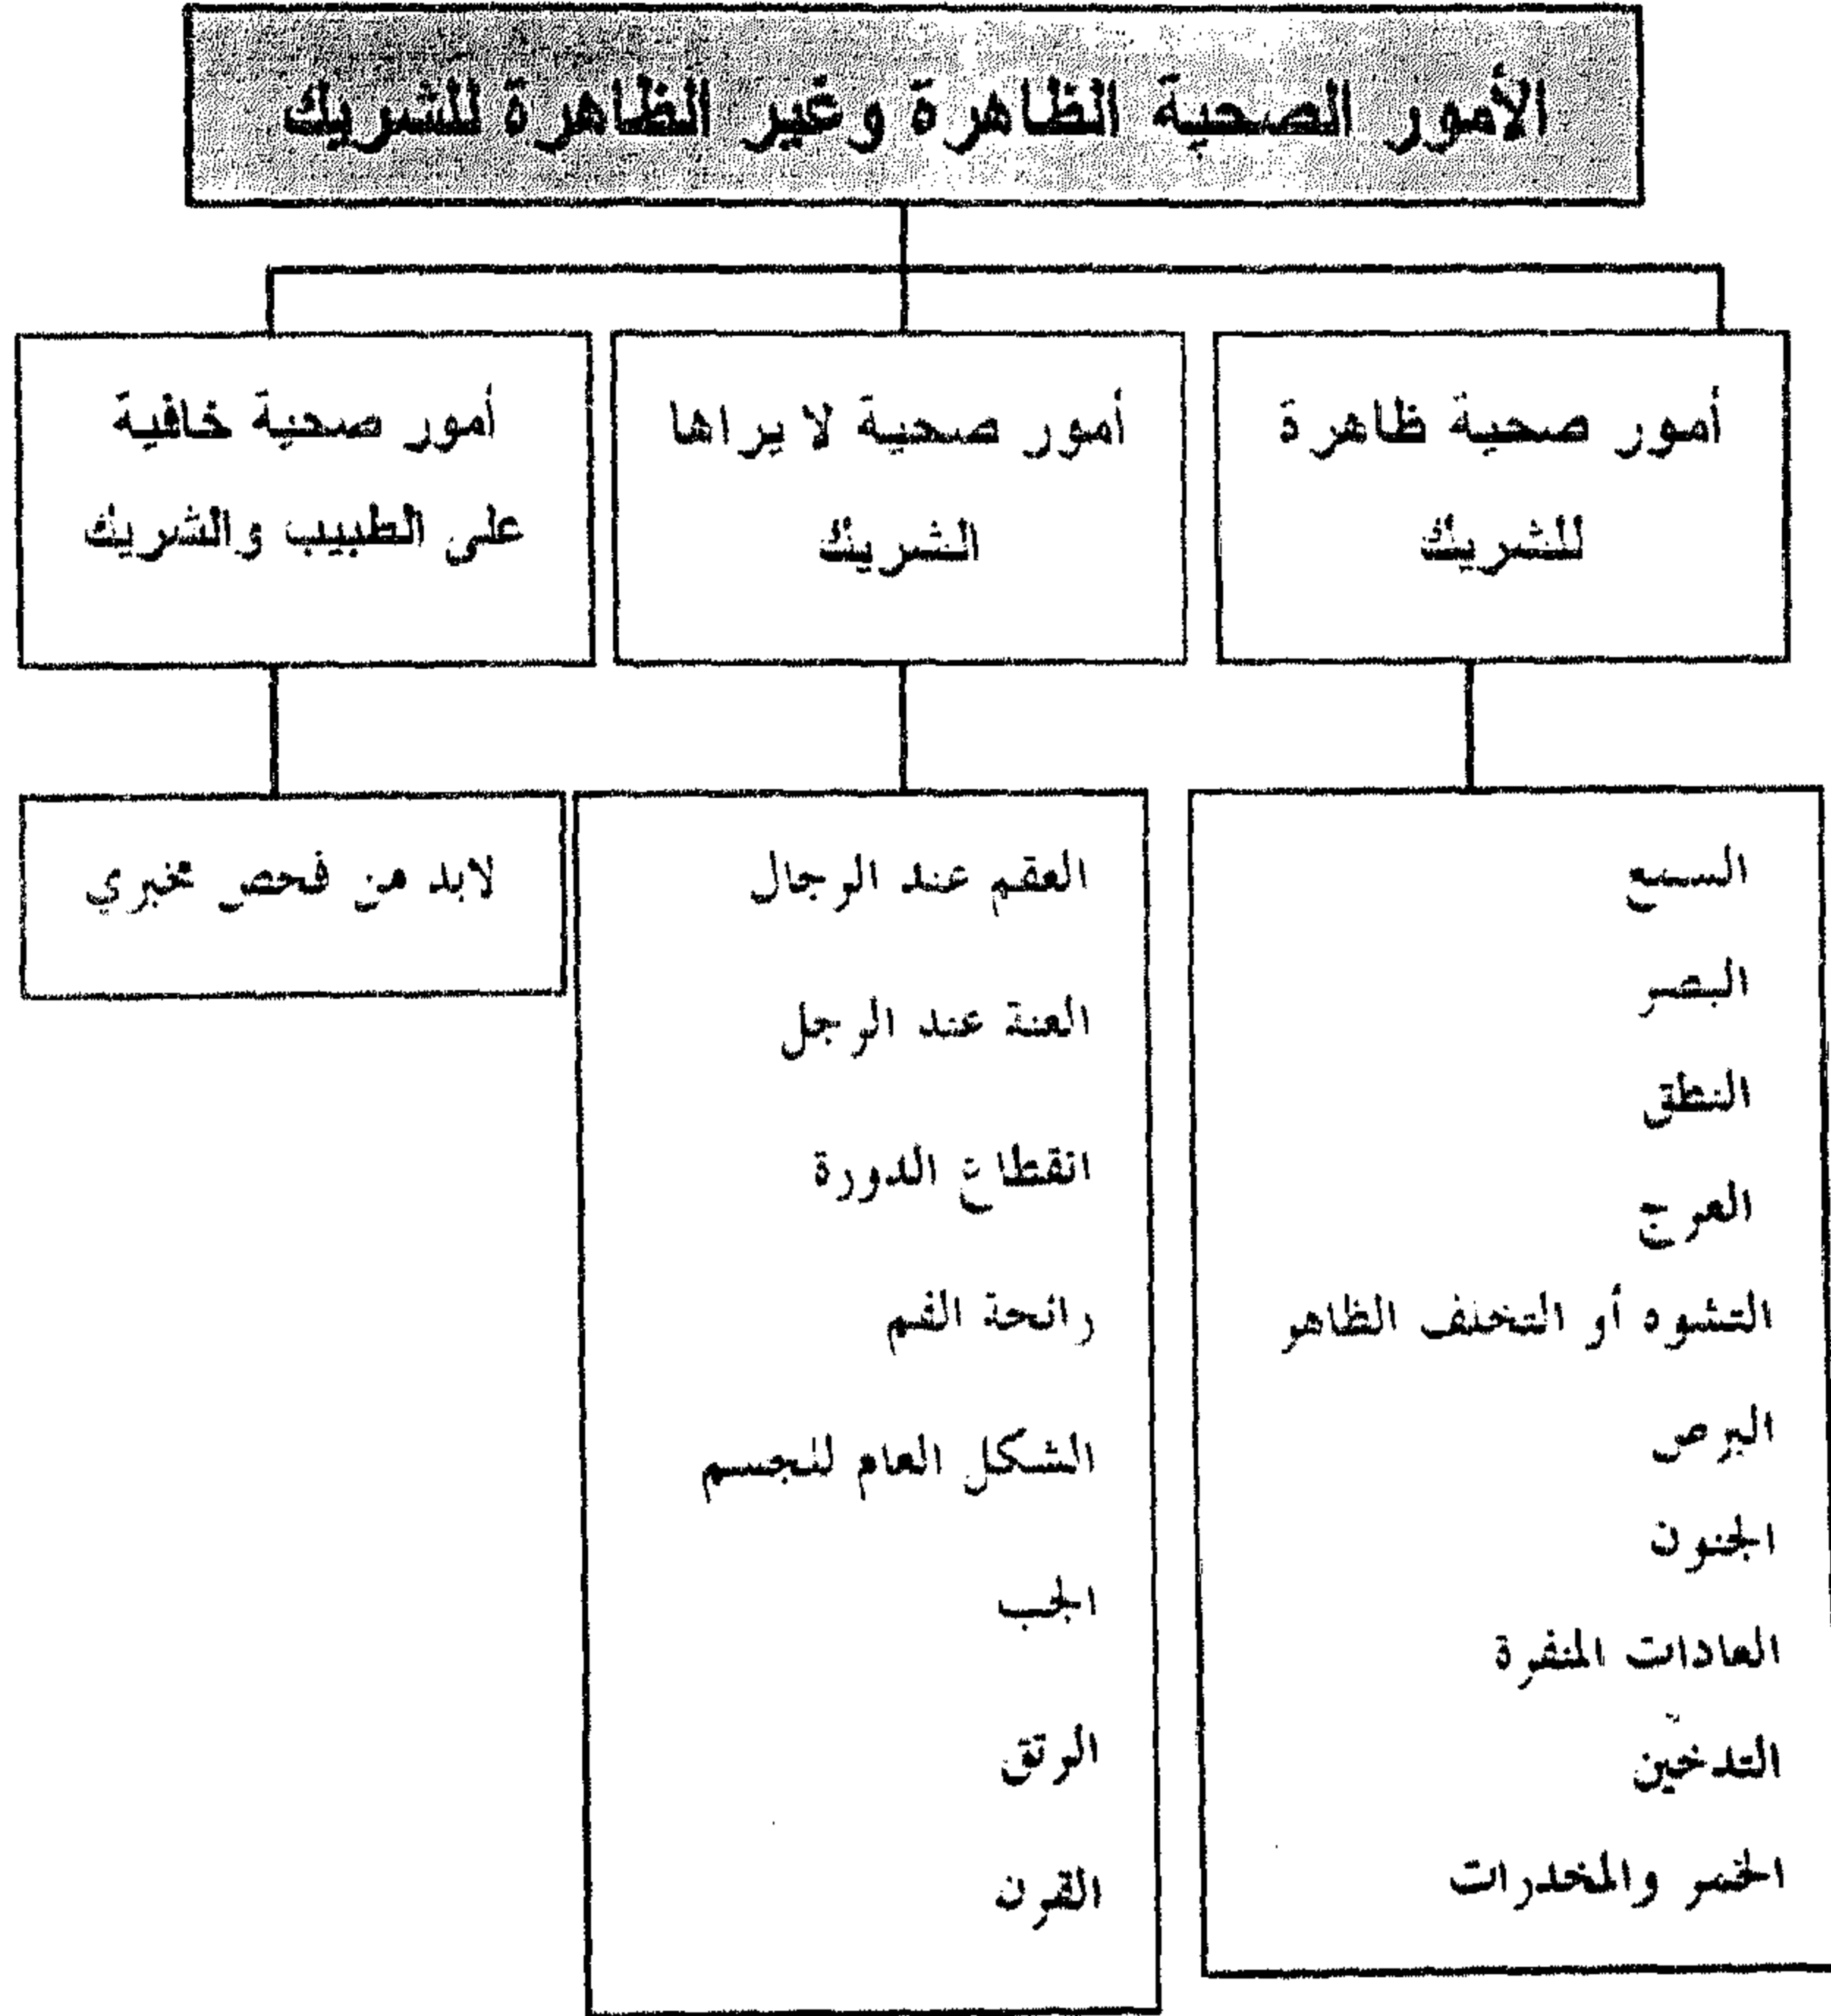 الأمور الصحية الظاهرة وغير الظاهرة للشريك
أمور صحية ظاهرة
للشريك
أمور صحية لا يراها
الشريك
أمور صحية خافية
على الطبيب والشريك
السمع
البصر
النطق
العرج
التشوه أو التخلف الظاهر
البرص
الجنون
العادات المنفرة
التدخين
الخمر والمخدرات
العقم عند الرجال
العنة عند الرجل
انقطاع الدورة
رائحة الفم
الشكل العام للجسم
الجب
الرتق
القرن
لابد من فحص مخبري